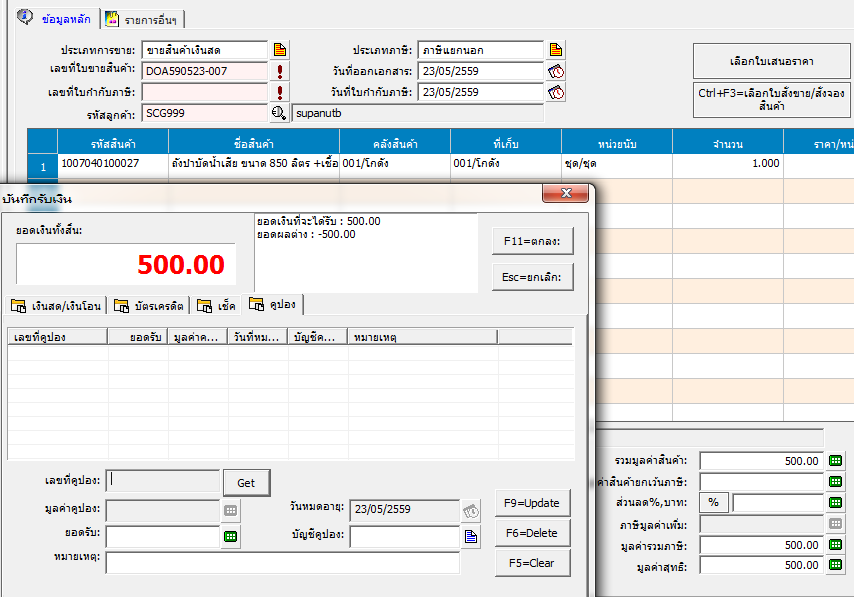 ข้อมูลหลัก รายการอื่นๆ
ประเภทการขาย: ขายสินค้าเงินสด ประเภทภาษี: ภาษีแยกนอก
เลขที่ใบขายสินค้า: DOA590523-007 วันที่ออกเอกสาร: 23/05/2559 เลือกใบเสนอราคา
เลขที่ใบกำกับภาษี: วันที่ใบกำกับภาษี: 23/05/2559 Ctrl+F3=เลือกใบสั่งขาย/สั่งจอง
สินค้า
รหัสลูกค้า: SCG999 supanutb
รหัสสินค้า ชื่อสินค้า คลังสินค้า ที่เก็บ หน่วยนับ จำนวน ราคา/หน่
1 1007040100027 ถังบำบัดน้ำเสีย ขนาด 850 ลิตร +เชื้อ 001/โกดัง 001/โกดัง ชุด/ชุด 1.000
บันทึกรับเงิน
ยอดเงินทั้งสิ้น:
500.00
ยอดเงินที่จะได้รับ : 500.00
ยอดผลต่าง : -500.00
F11=ตกลง:
Esc=ยกเลิก:
เงินสด/เงินโอน บัตรเครดิต เช็ค คูปอง
เลขที่คูปอง ยอดรับ มูลค่าค... วันที่หม... บัญชีค... หมายเหตุ
เลขที่คูปอง: Get
มูลค่าคูปอง: วันหมดอายุ: 23/05/2559 F9=Update
ยอดรับ: บัญชีคูปอง: F6=Delete
หมายเหตุ: F5=Clear
รวมมูลค่าสินค้า: 500.00
ค่าสินค้ายกเว้นภาษี:
ส่วนลด%,บาท: %
ภาษีมูลค่าเพิ่ม:
มูลค่ารวมภาษี: 500.00
มูลค่าสุทธิ: 500.00